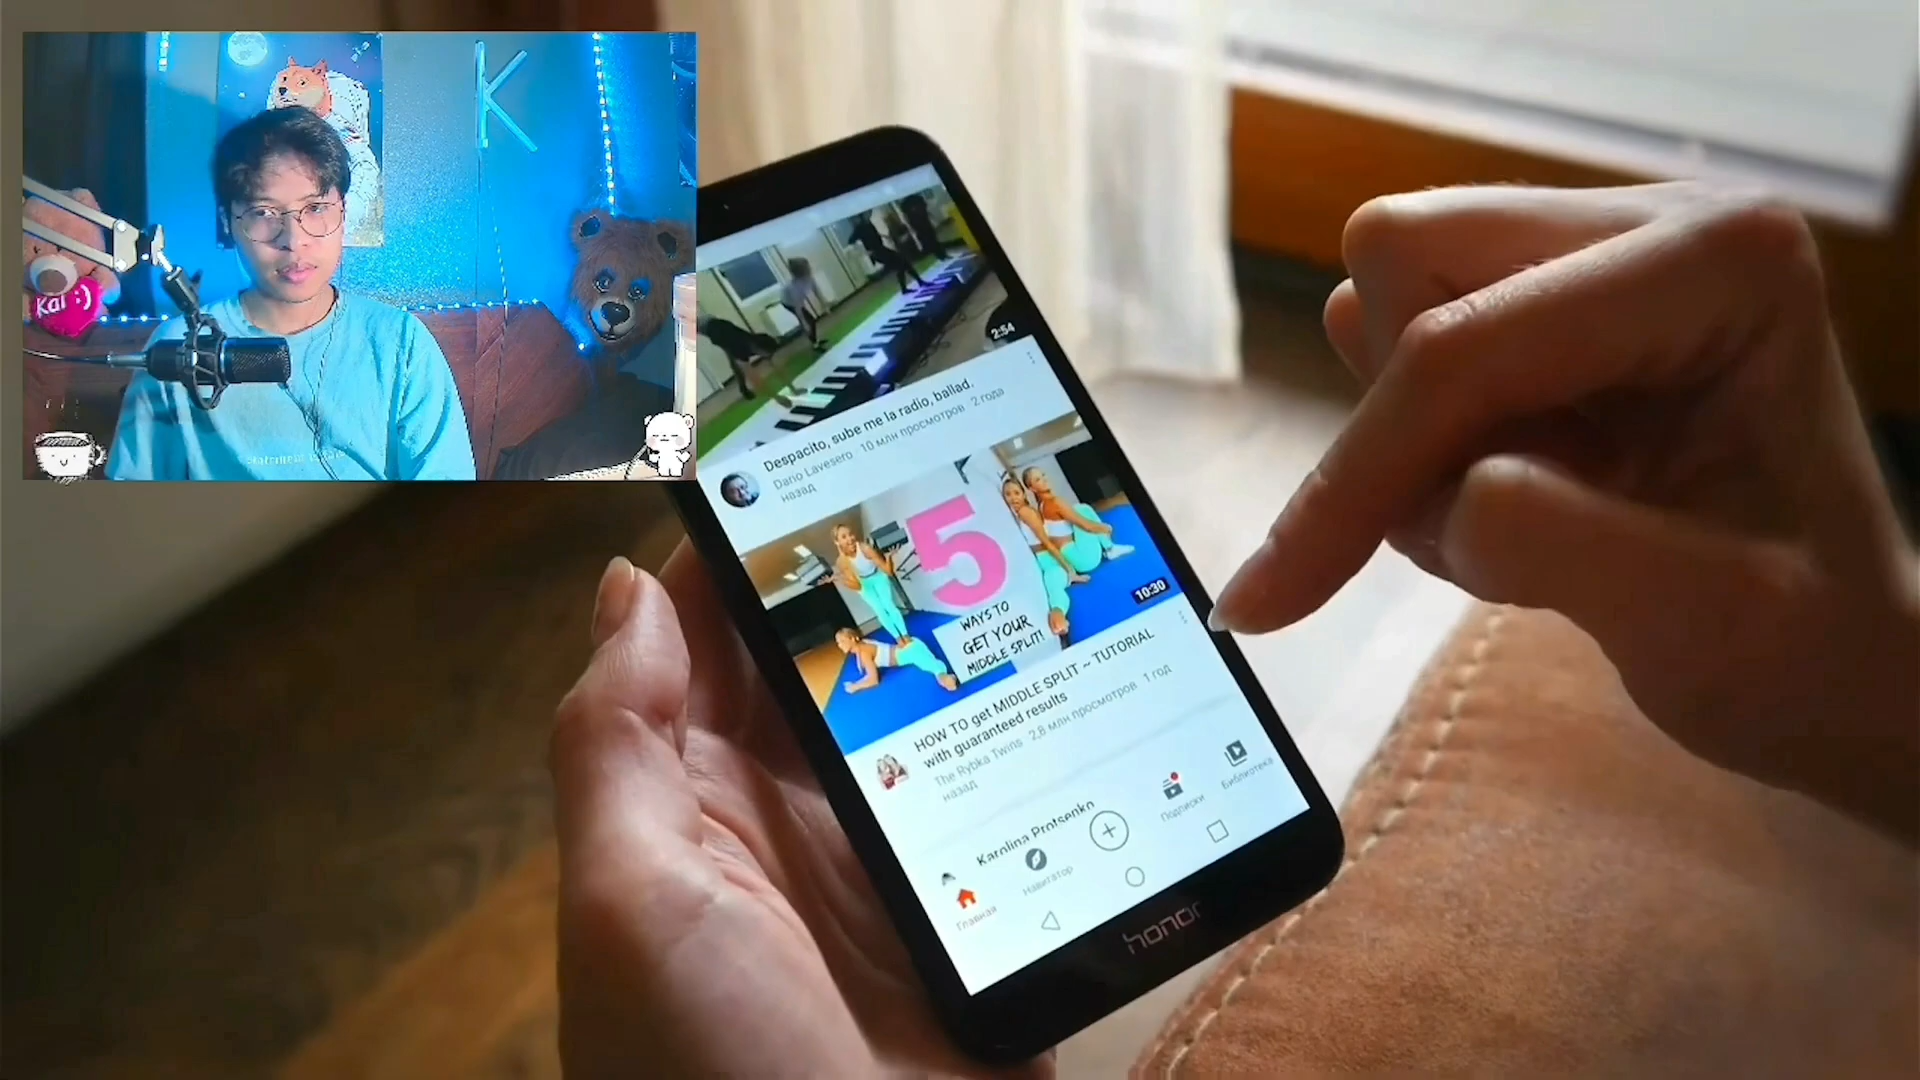 K
Kai :)
2:54
Despacito, sube me la radio, ballad.
Dario Lavesero 10 млн просмотров 2 года
назад
5
WAYS TO
GET YOUR
MIDDLE SPLIT!
10:30
HOW TO get MIDDLE SPLIT ~ TUTORIAL
with guaranteed results
The Rybka Twins 2,8 млн просмотров 1 год
назад
Karolina Protsenko
Главная
Навигатор
Подписки
Библиотека
honor